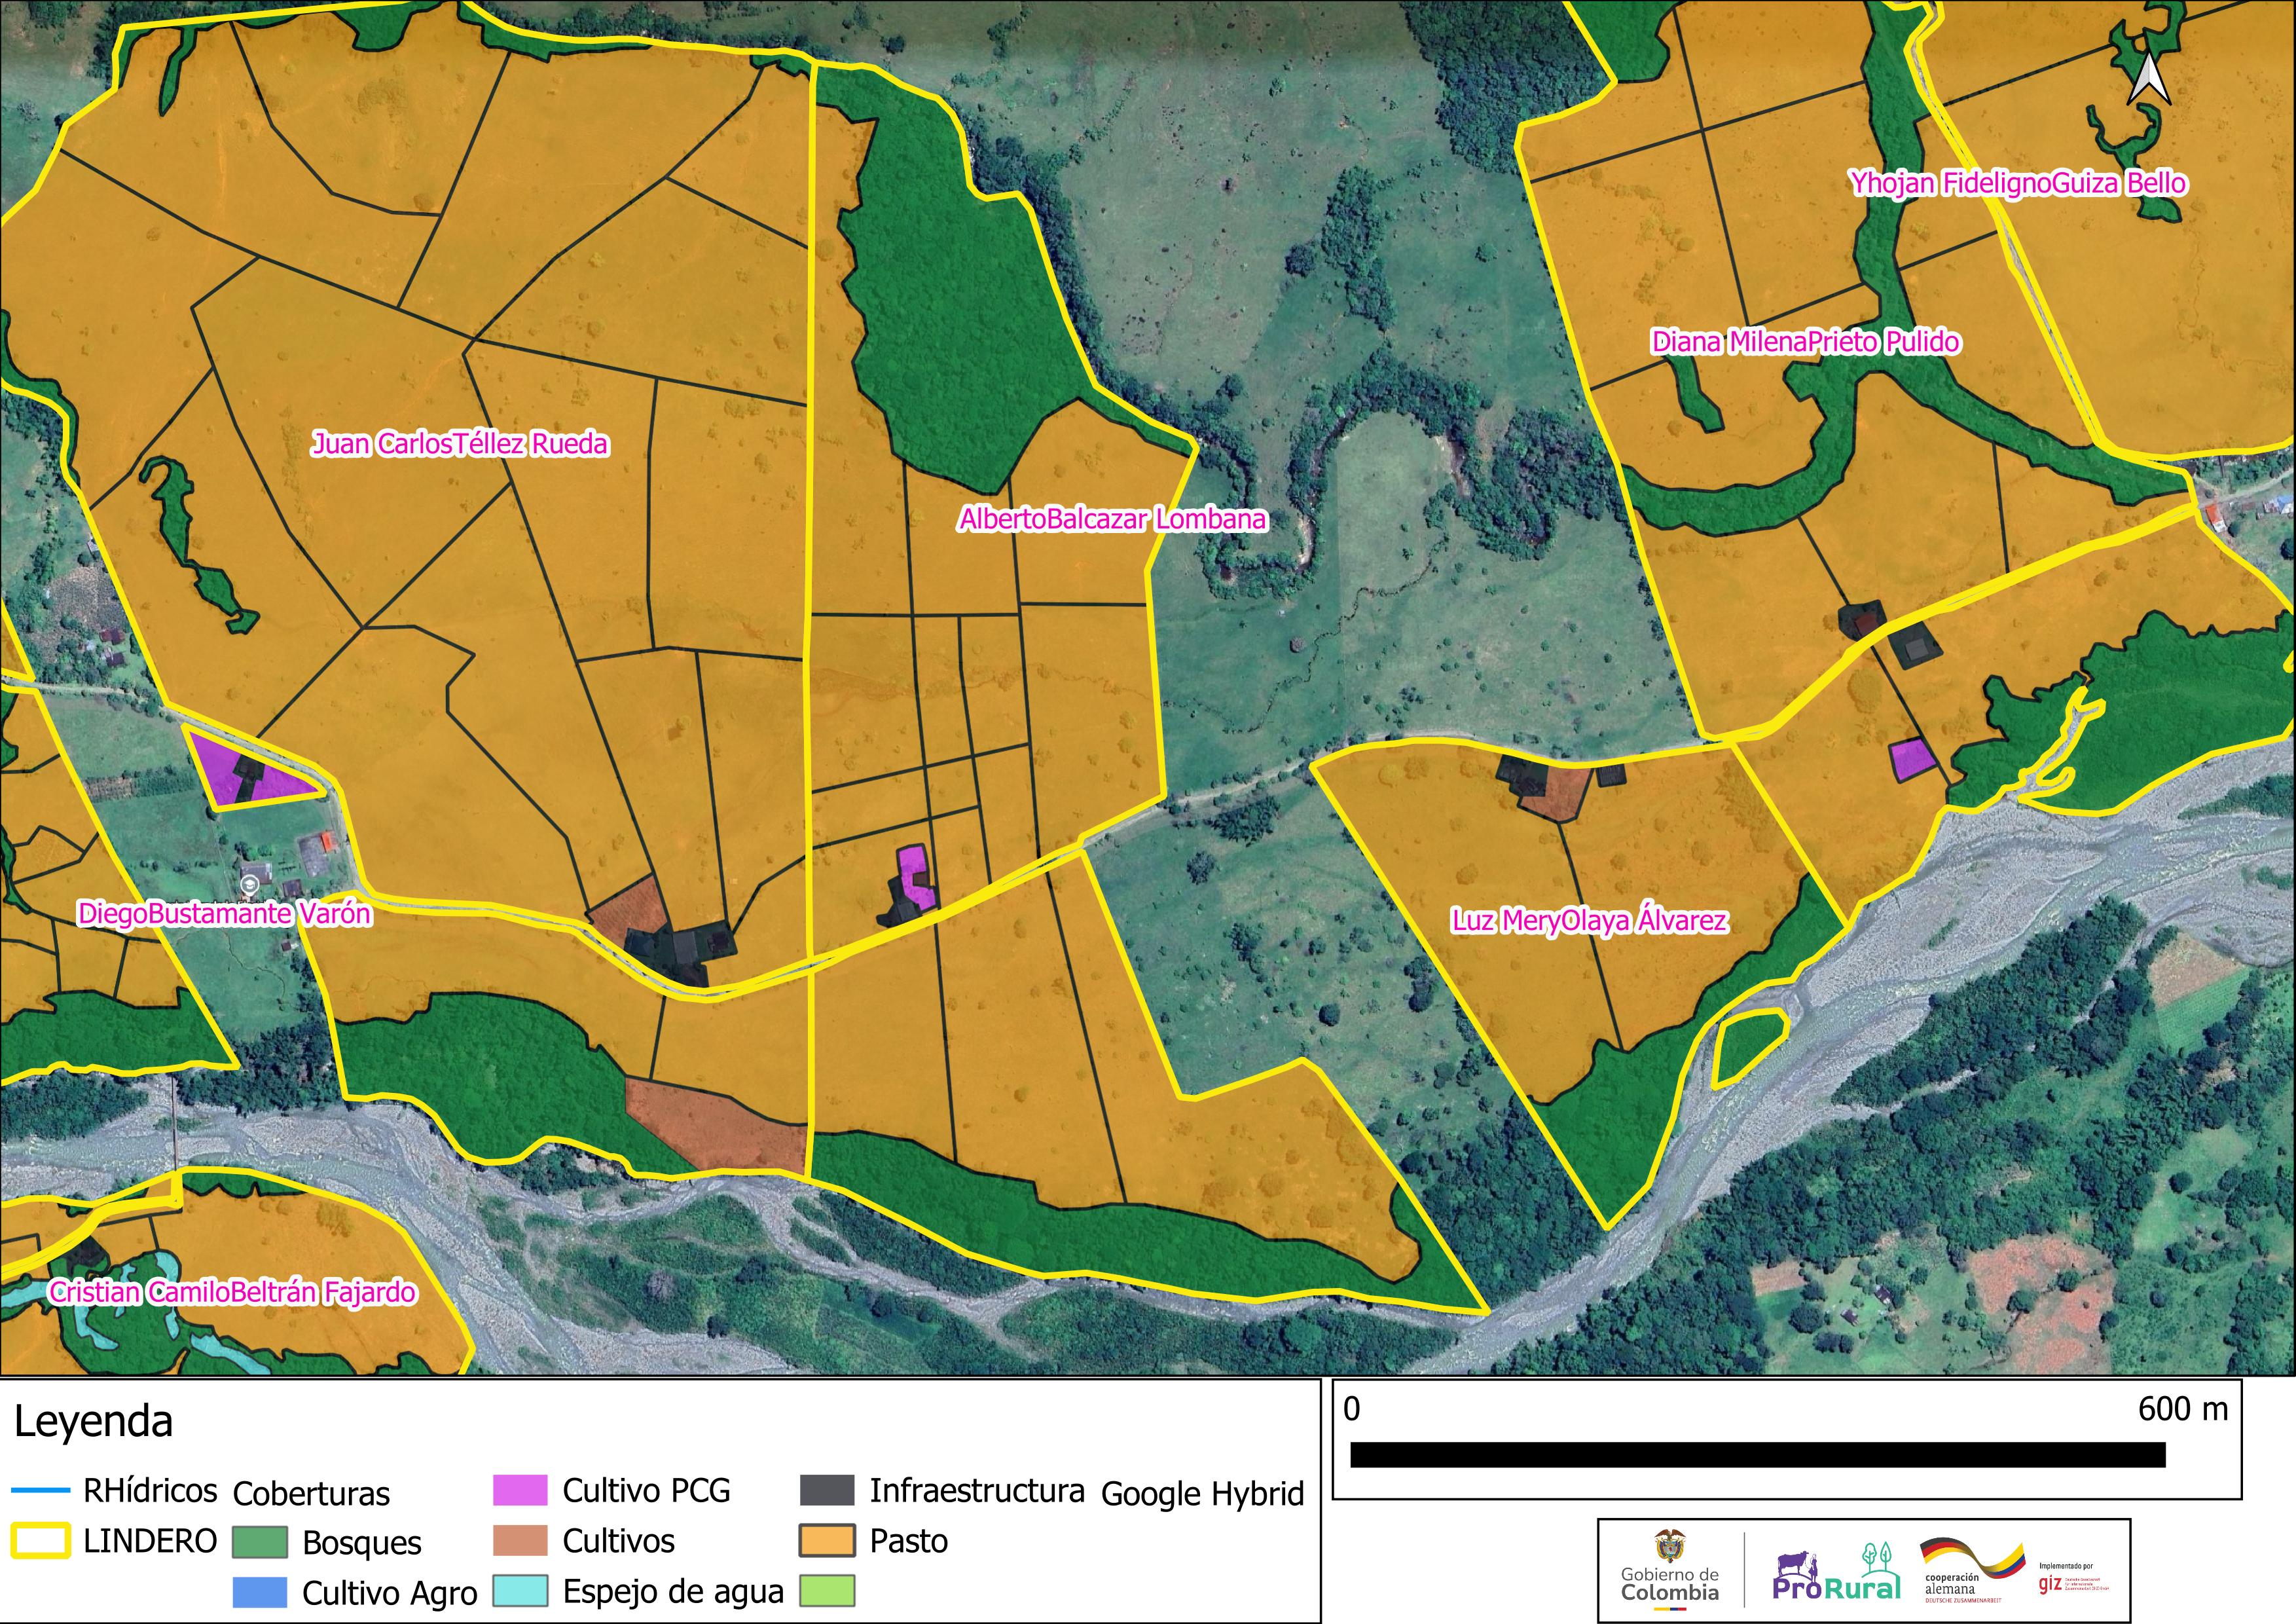 Yhojan FidelignoGuiza Bello
Diana MilenaPrieto Pulido
Juan CarlosTéllez Rueda
AlbertoBalcazar Lombana
DiegoBustamante Varón
Luz MeryOlaya Álvarez
Cristian CamiloBeltrán Fajardo
Leyenda
RHídricos
LINDERO
Coberturas
Bosques
Cultivo Agro
Cultivo PCG
Cultivos
Espejo de agua
Infraestructura
Pasto
Google Hybrid
0 600 m
Gobierno de
Colombia
ProRural
cooperación
alemana
DEUTSCHE ZUSAMMENARBEIT
Implementado por
giz